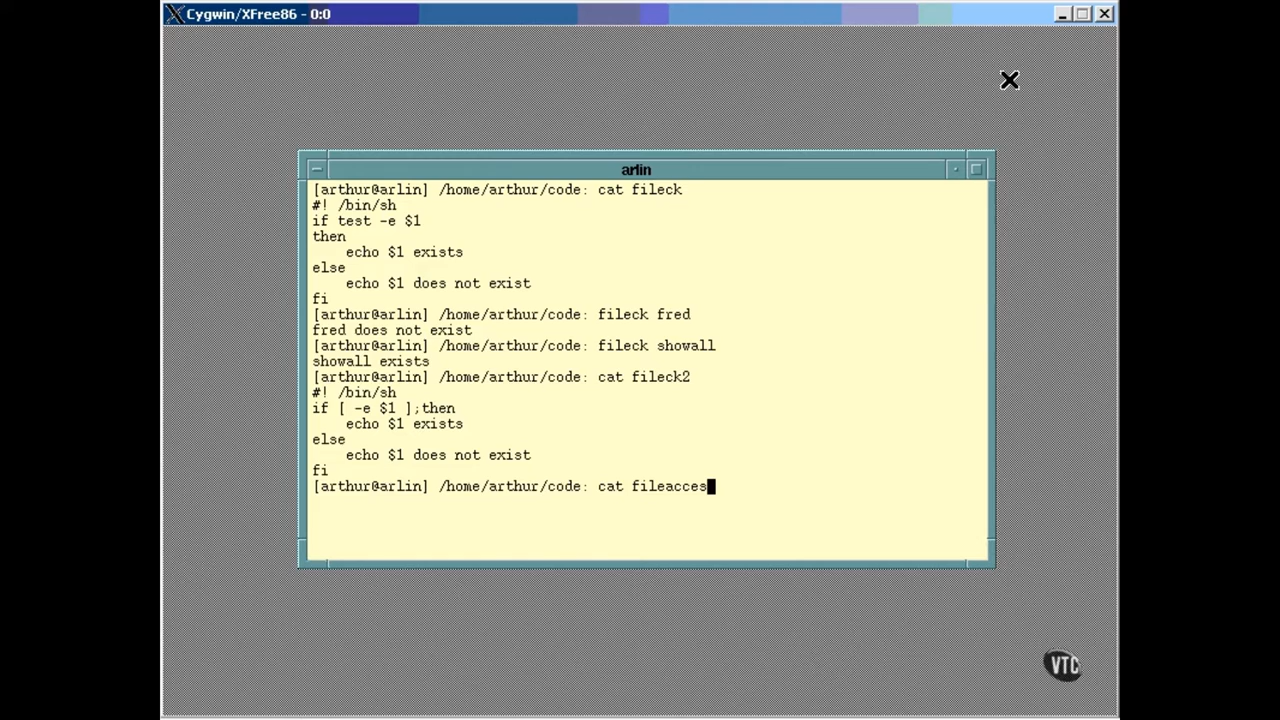 Cygwin/XFree86 - 0:0
arlin
[arthur@arlin] /home/arthur/code: cat fileck
#! /bin/sh
if test -e $1
then
    echo $1 exists
else
    echo $1 does not exist
fi
[arthur@arlin] /home/arthur/code: fileck fred
fred does not exist
[arthur@arlin] /home/arthur/code: fileck showall
showall exists
[arthur@arlin] /home/arthur/code: cat fileck2
#! /bin/sh
if [ -e $1 ];then
    echo $1 exists
else
    echo $1 does not exist
fi
[arthur@arlin] /home/arthur/code: cat fileacces
VTC